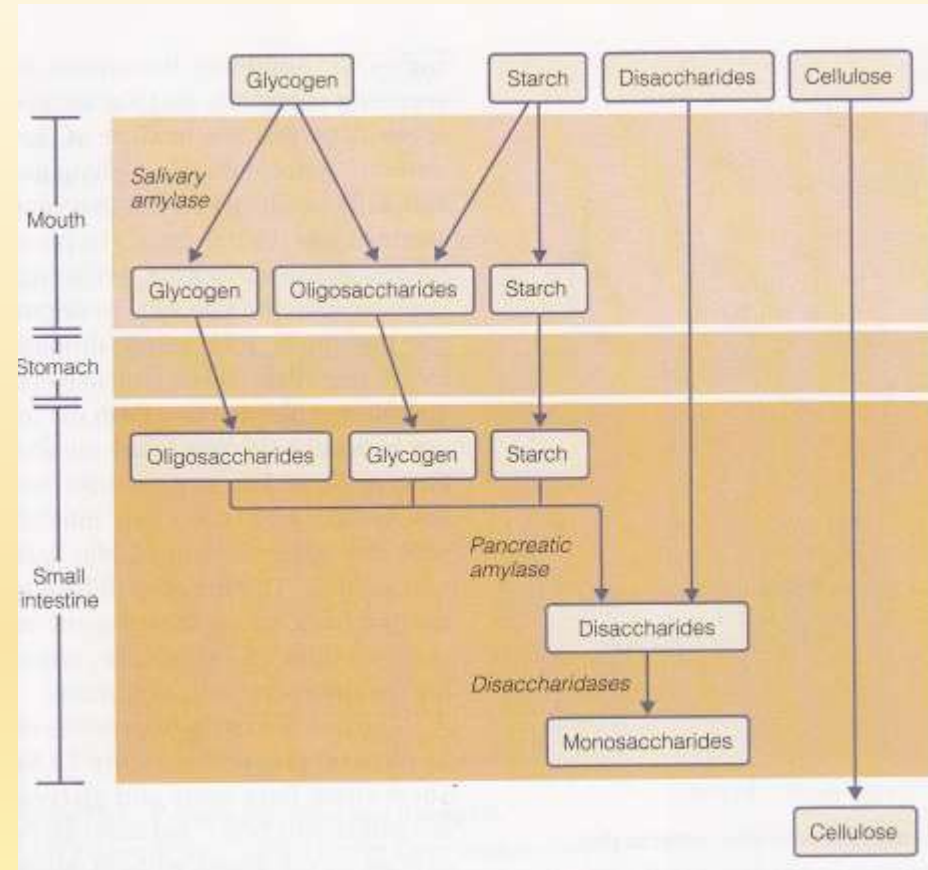 Glycogen
Starch
Disaccharides
Cellulose
Salivary
amylase
Mouth
Glycogen
Oligosaccharides
Starch
Stomach
Oligosaccharides
Glycogen
Starch
Pancreatic
amylase
Small
intestine
Disaccharides
Disaccharidases
Monosaccharides
Cellulose